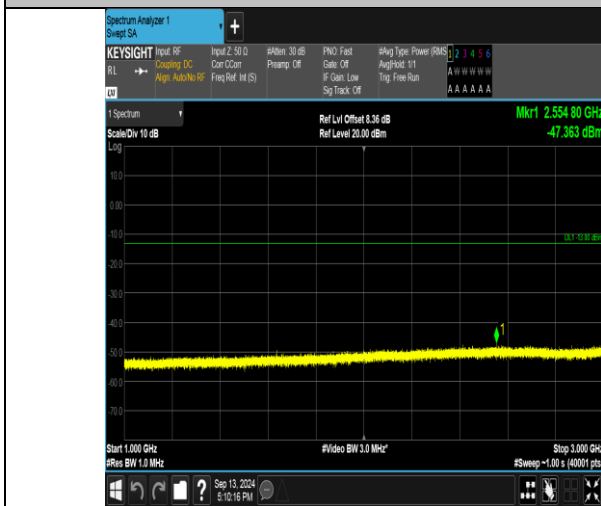 Spectrum Analyzer 1
Swept SA
+
KEYSIGHT Input: RF Input Z: 50 Ω #Atten: 30 dB PNO: Fast #Avg Type: Power (RMS 1 2 3 4 5 6
RL Coupling: DC Corr CCorr Preamp: Off Gate: Off Avg|Hold: 1/1 A W W W W W
Align: Auto/No RF Freq Ref: Int (S) IF Gain: Low Trig: Free Run
Sig Track: Off A A A A A A
1 Spectrum Ref Lvl Offset 8.36 dB Mkr1 2.554 80 GHz
Scale/Div 10 dB Ref Level 20.00 dBm -47.363 dBm
Log
10.0
0.00
-10.0
DL1 -13.00 dBm
-20.0
-30.0
-40.0
1
-50.0
-60.0
-70.0
Start 1.000 GHz #Video BW 3.0 MHz* Stop 3.000 GHz
#Res BW 1.0 MHz #Sweep ~1.00 s (40001 pts
? Sep 13, 2024
5:10:16 PM